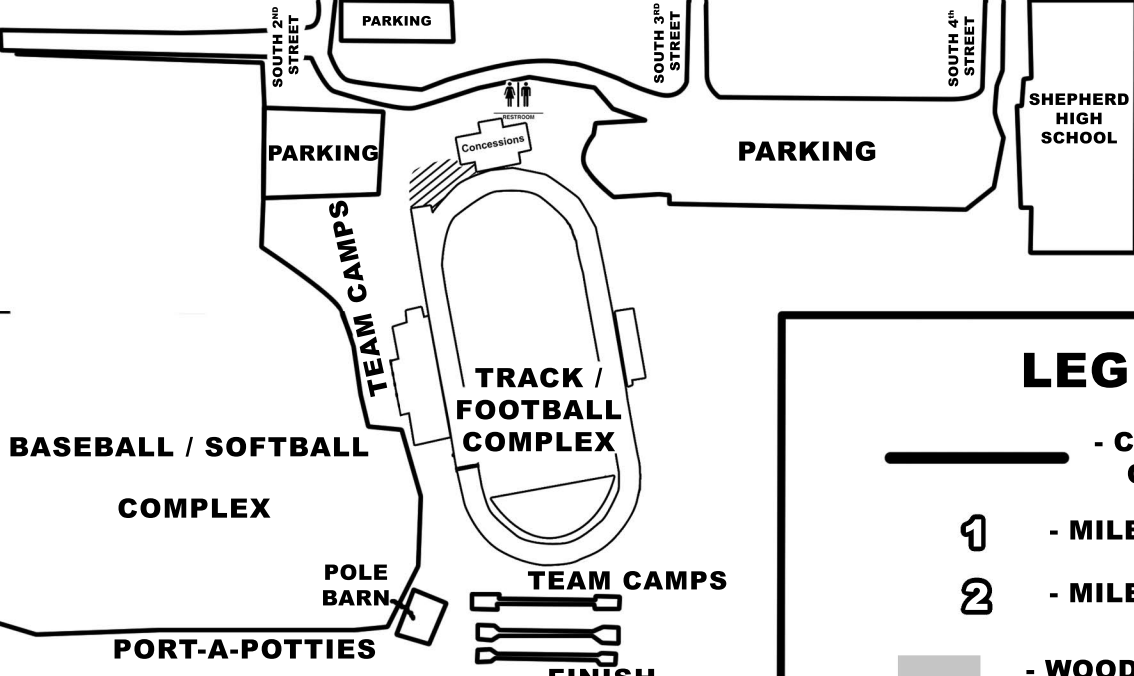 SOUTH 2ND
STREET
PARKING
SOUTH 3RD
STREET
SOUTH 4th
STREET
SHEPHERD
HIGH
SCHOOL
RESTROOM
Concessions
PARKING
PARKING
TEAM CAMPS
TRACK /
FOOTBALL
COMPLEX
BASEBALL / SOFTBALL
COMPLEX
POLE
BARN
TEAM CAMPS
PORT-A-POTTIES
FINISH
LEG
- C
1 - MILE
2 - MILE
- WOOD